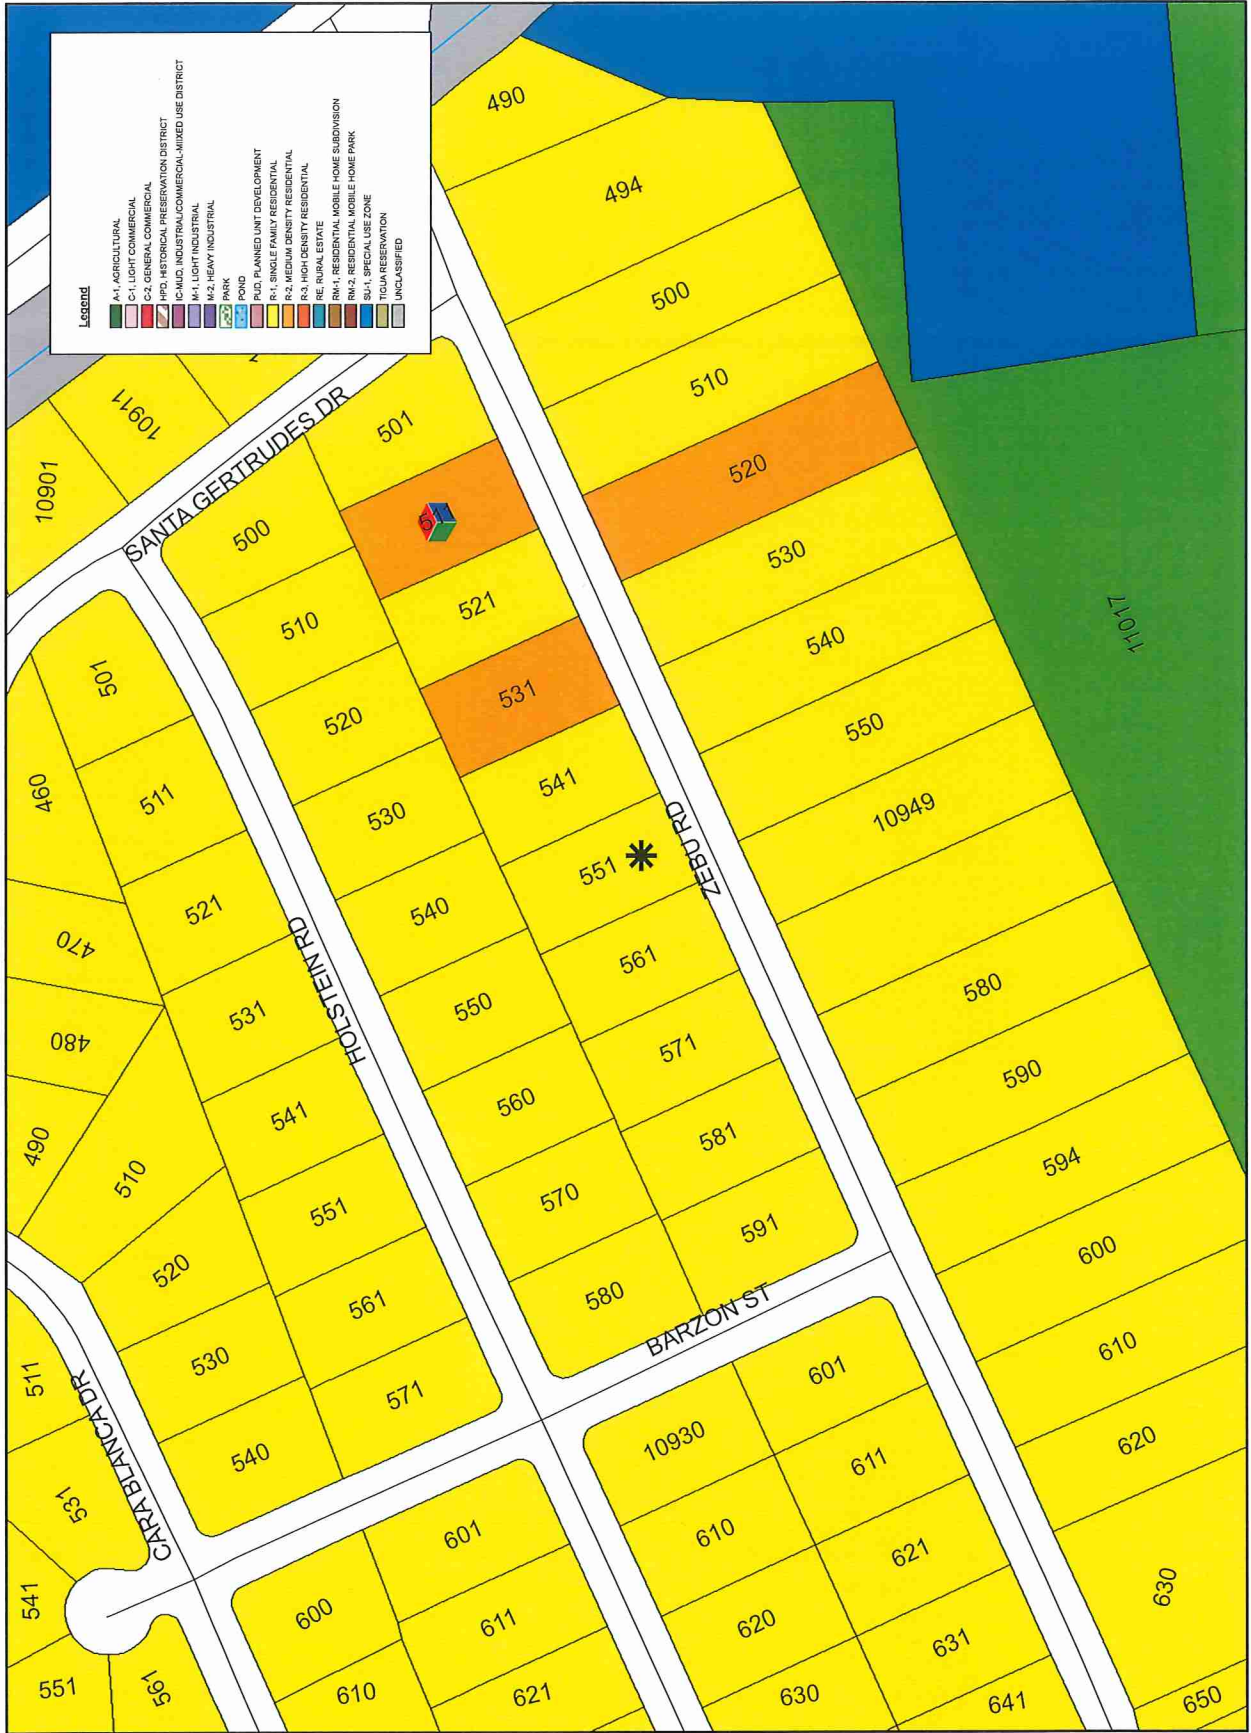 Legend
A-1, AGRICULTURAL
C-1, LIGHT COMMERCIAL
C-2, GENERAL COMMERCIAL
HPD, HISTORICAL PRESERVATION DISTRICT
IC-MUD, INDUSTRIAL/COMMERCIAL-MIXED USE DISTRICT
M-1, LIGHT INDUSTRIAL
M-2, HEAVY INDUSTRIAL
PARK
POND
PUD, PLANNED UNIT DEVELOPMENT
R-1, SINGLE FAMILY RESIDENTIAL
R-2, MEDIUM DENSITY RESIDENTIAL
R-3, HIGH DENSITY RESIDENTIAL
RE, RURAL ESTATE
RM-1, RESIDENTIAL MOBILE HOME SUBDIVISION
RM-2, RESIDENTIAL MOBILE HOME PARK
SU-1, SPECIAL USE ZONE
TIGUA RESERVATION
UNCLASSIFIED
490
494
500
510
520
530
540
550
10949
580
590
594
600
610
620
630
650
ZEBU RD
501
511
521
531
541
551
561
571
581
591
601
611
621
631
641
SANTA GERTRUDES DR
10901
10911
500
510
520
530
540
550
560
570
580
BARZON ST
10930
610
620
630
HOLSTEIN RD
501
511
521
531
541
551
561
571
601
611
621
460
470
480
490
510
520
530
540
600
610
CARA BLANCA DR
511
531
541
551
561
11017